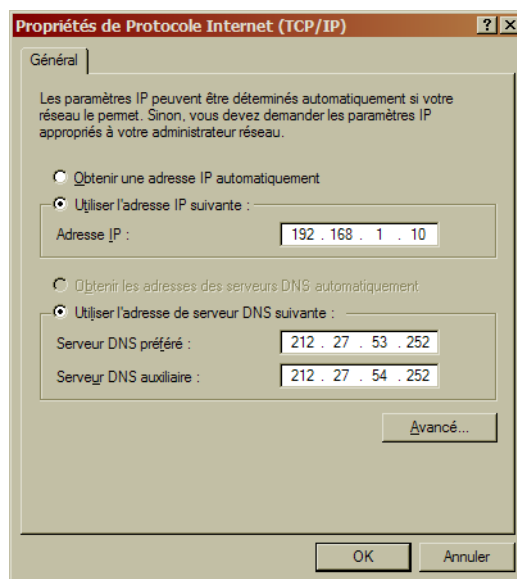 Propriétés de Protocole Internet (TCP/IP)
? ×
Général
Les paramètres IP peuvent être déterminés automatiquement si votre
réseau le permet. Sinon, vous devez demander les paramètres IP
appropriés à votre administrateur réseau.
Obtenir une adresse IP automatiquement
Utiliser l'adresse IP suivante :
Adresse IP : 192 . 168 . 1 . 10
Obtenir les adresses des serveurs DNS automatiquement
Utiliser l'adresse de serveur DNS suivante :
Serveur DNS préféré : 212 . 27 . 53 . 252
Serveur DNS auxiliaire : 212 . 27 . 54 . 252
Avancé...
OK Annuler